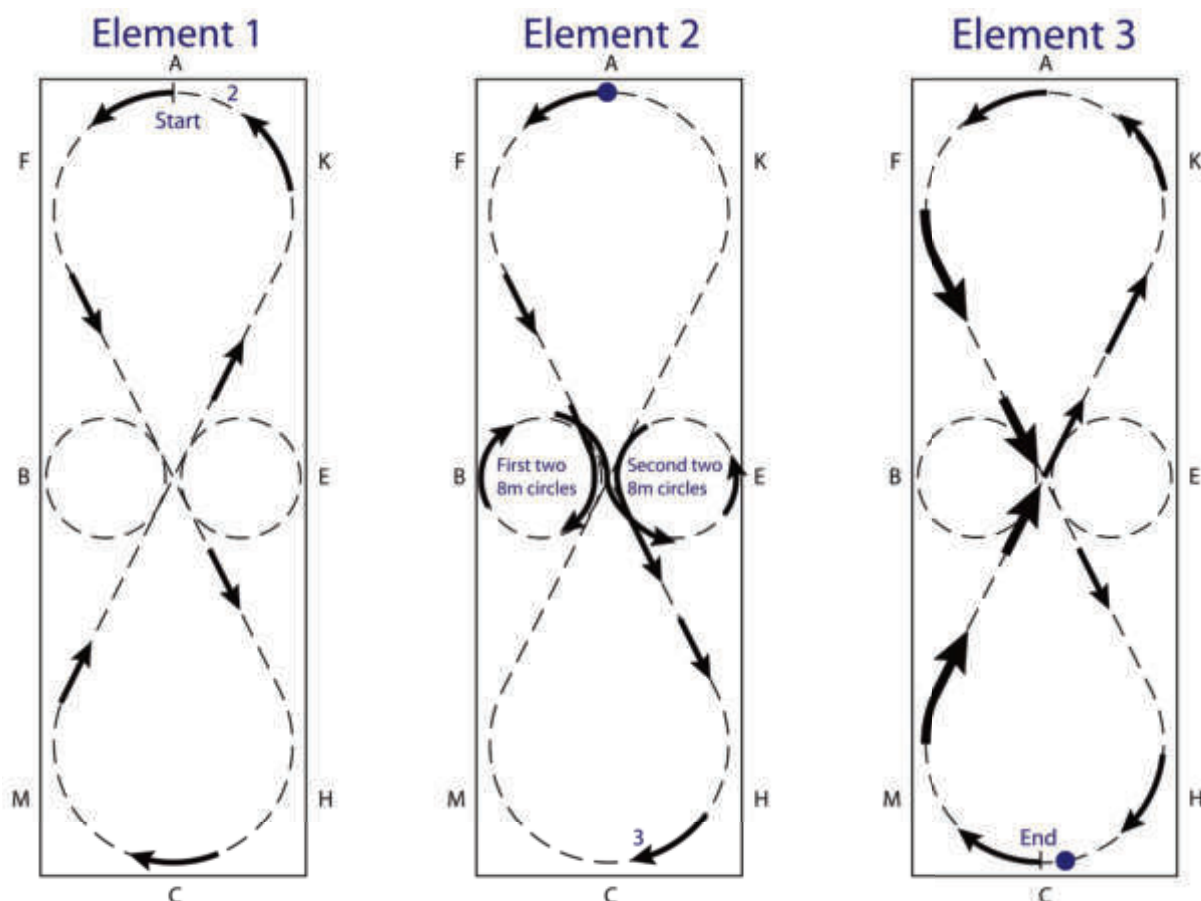 Element 1
A
2
Start
F
K
B
E
M
H
C
Element 2
A
F
K
B
First two
8m circles
Second two
8m circles
E
M
H
3
C
Element 3
A
F
K
B
E
M
H
End
C